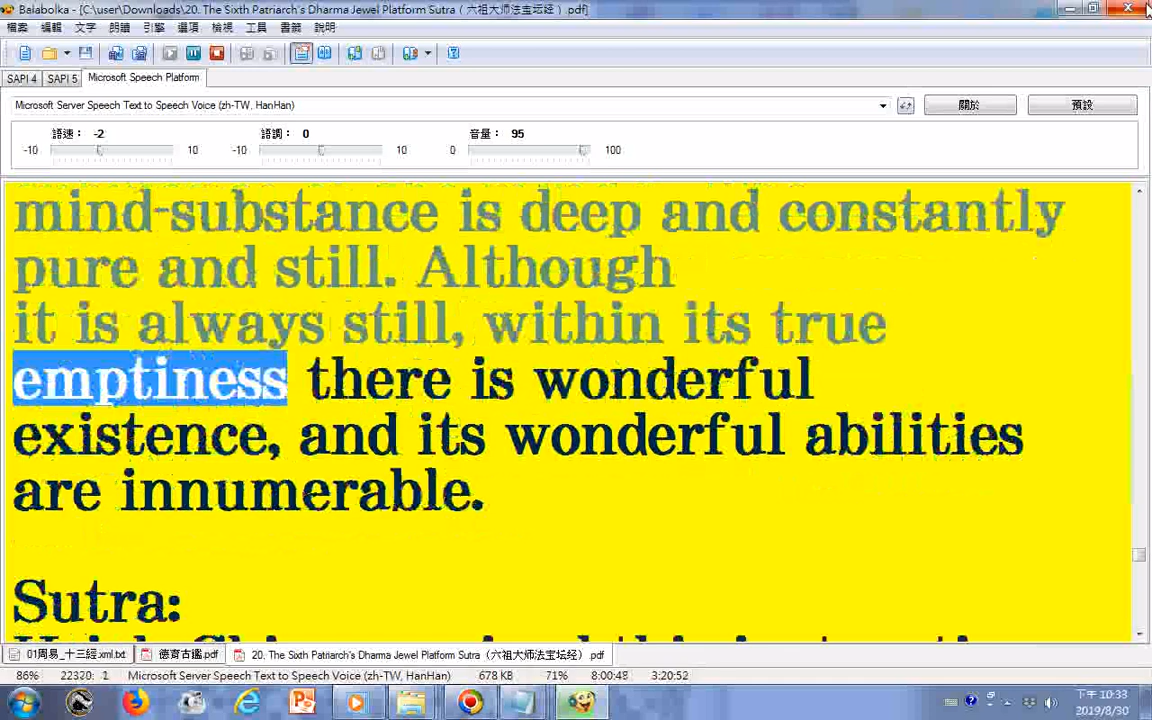 Balabolka - [C:\user\Downloads\20. The Sixth Patriarch's Dharma Jewel Platform Sutra（六祖大师法宝坛经）.pdf]
檔案 編輯 文字 朗讀 引擎 選項 檢視 工具 書籤 說明
SAPI 4 SAPI 5 Microsoft Speech Platform
Microsoft Server Speech Text to Speech Voice (zh-TW, HanHan) 關於 預設
語速： -2 語調： 0 音量： 95
-10 10 -10 10 0 100
mind-substance is deep and constantly
pure and still. Although
it is always still, within its true
emptiness there is wonderful
existence, and its wonderful abilities
are innumerable.
Sutra:
01周易_十三經.xml.txt 德育古鑑.pdf 20. The Sixth Patriarch's Dharma Jewel Platform Sutra（六祖大师法宝坛经）.pdf
86% 22320: 1 Microsoft Server Speech Text to Speech Voice (zh-TW, HanHan) 678 KB 71% 8:00:48 3:20:52
下午 10:33
2019/8/30